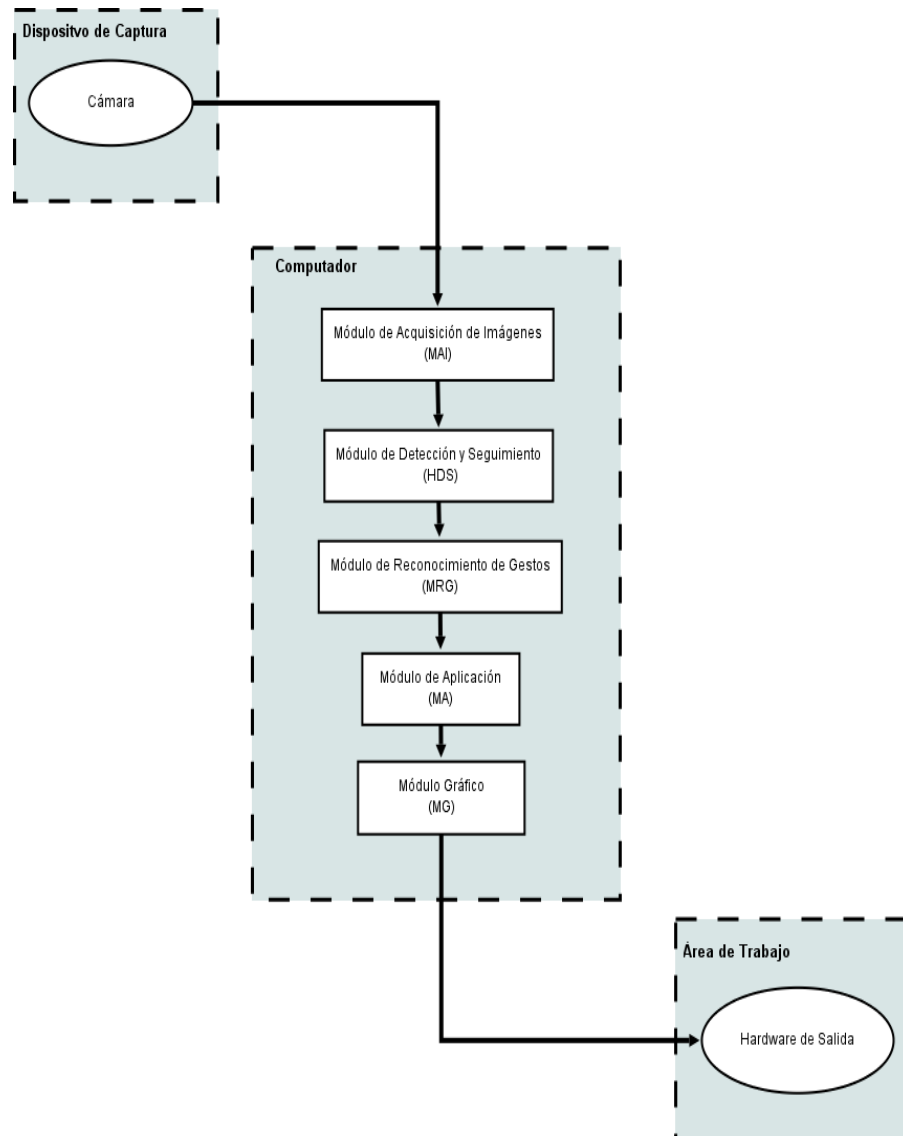 Dispositvo de Captura
Cámara
Computador
Módulo de Acquisición de Imágenes
(MAI)
Módulo de Detección y Seguimiento
(HDS)
Módulo de Reconocimiento de Gestos
(MRG)
Módulo de Aplicación
(MA)
Módulo Gráfico
(MG)
Área de Trabajo
Hardware de Salida